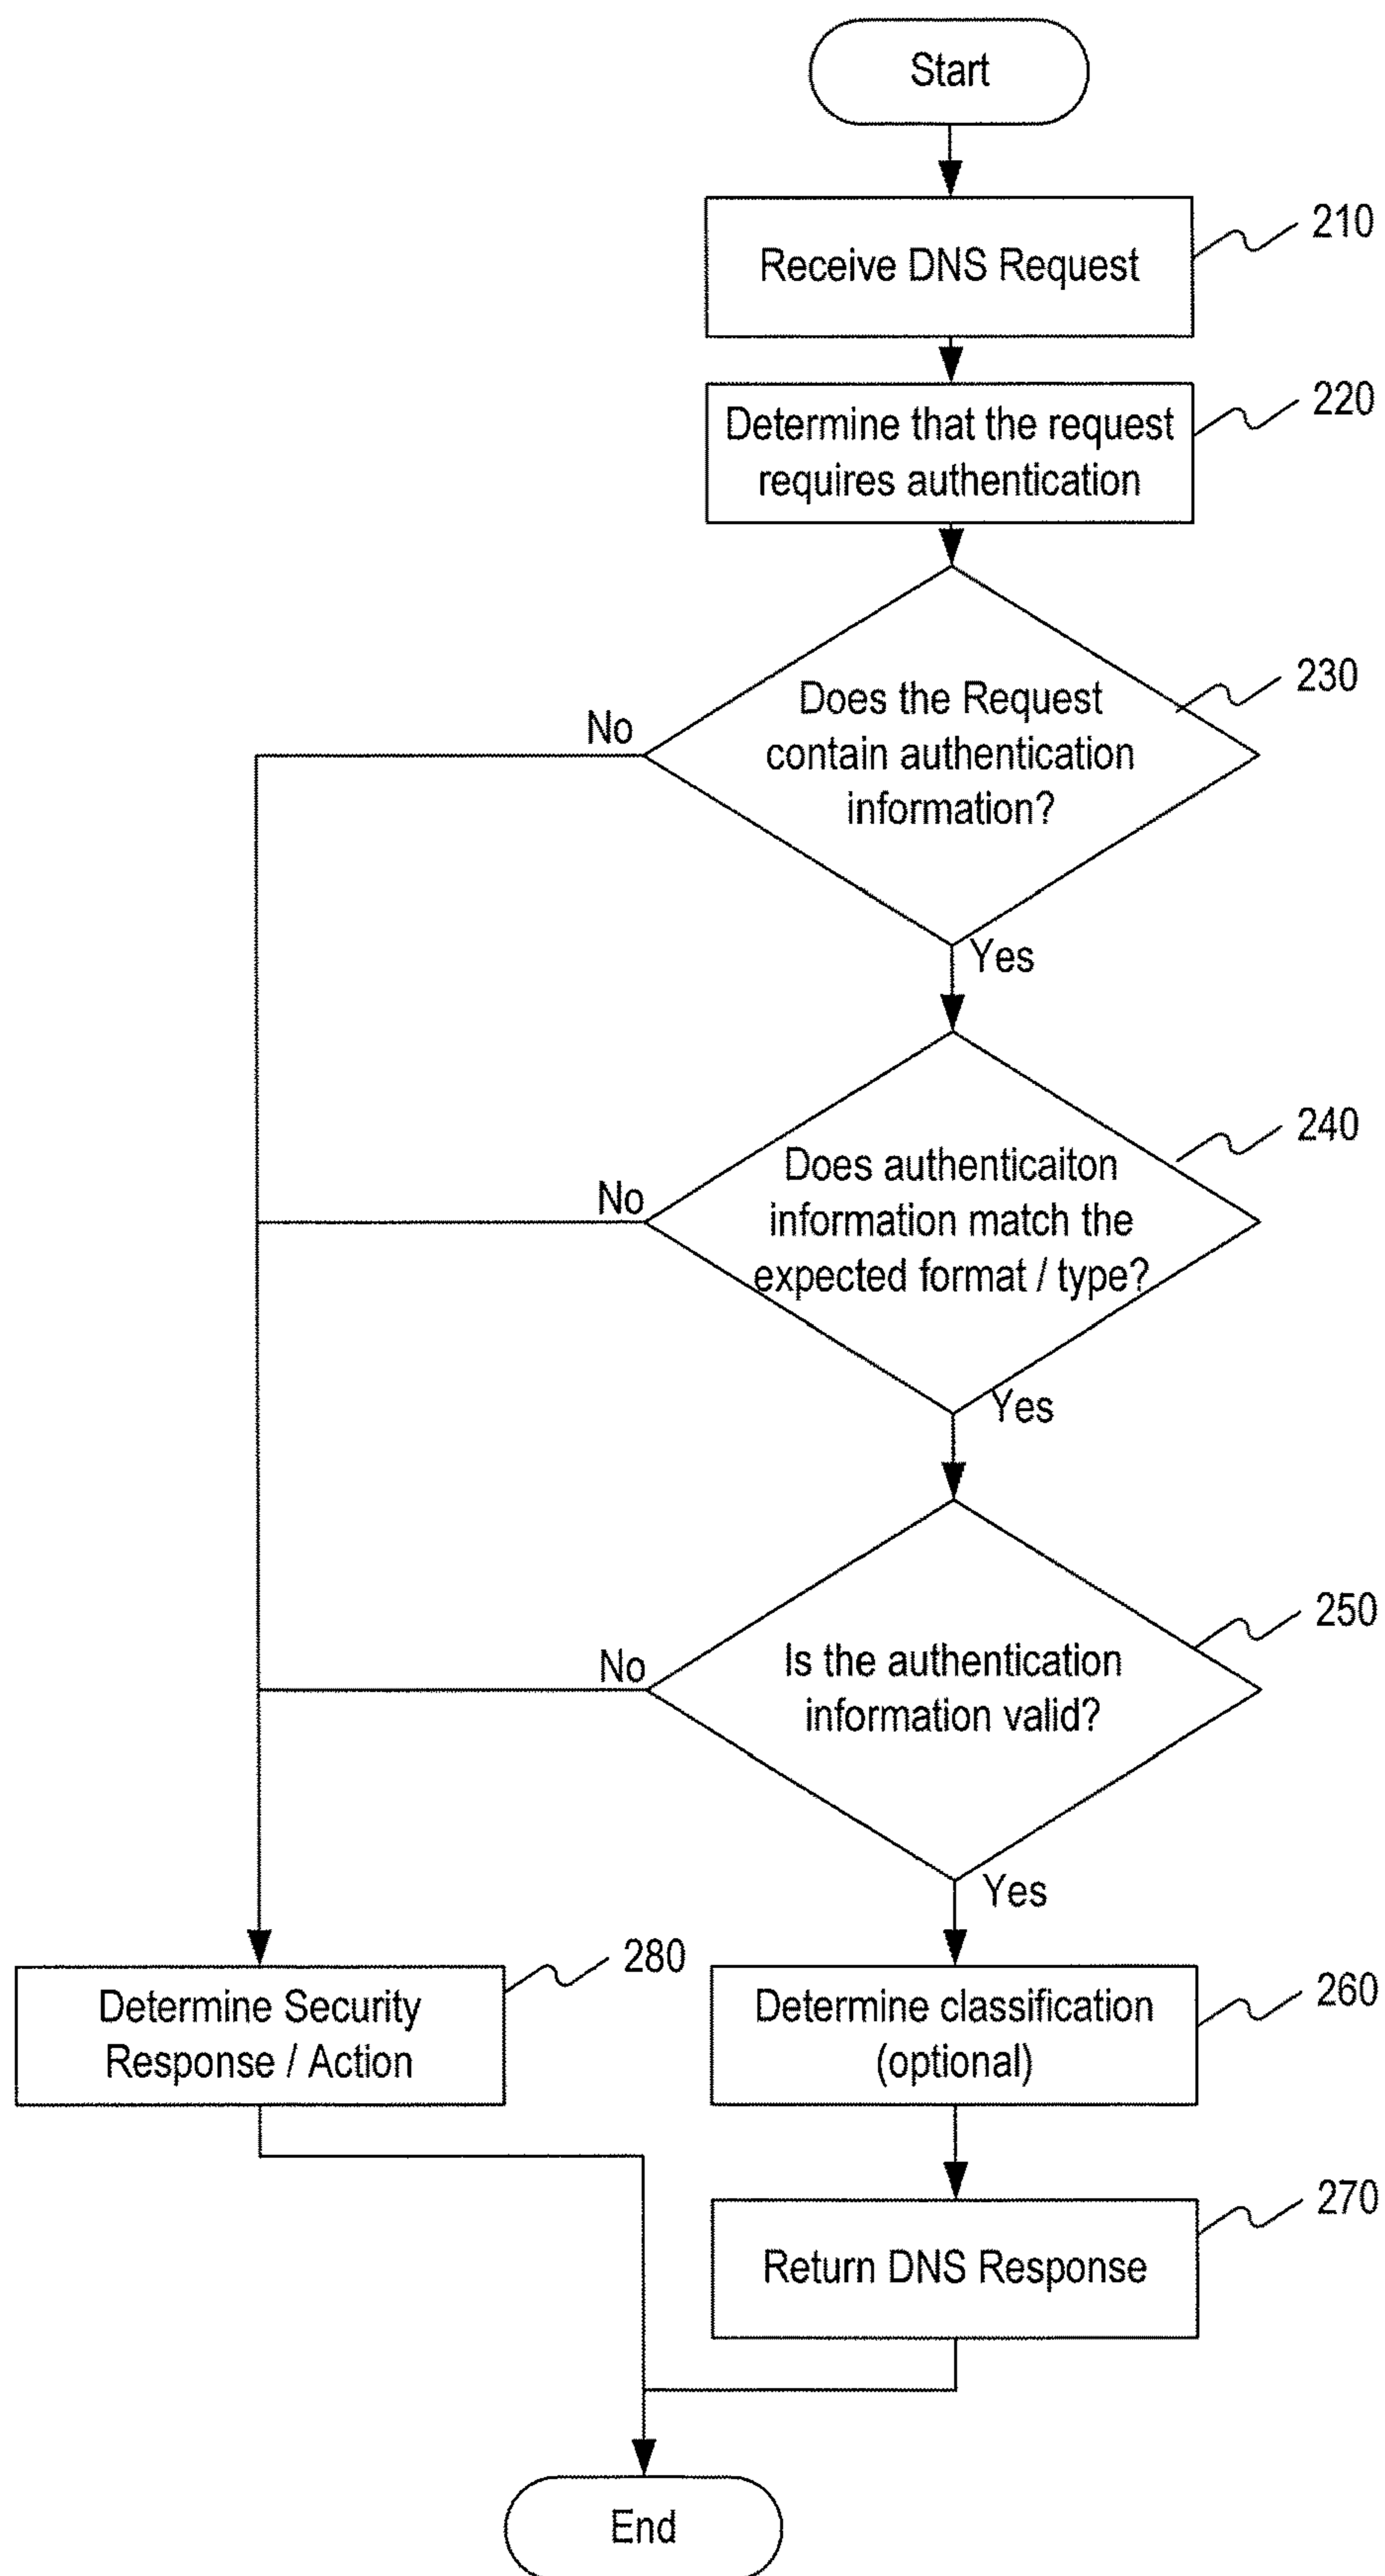 Start
Receive DNS Request
210
Determine that the request
requires authentication
220
Does the Request
contain authentication
information?
230
No
Yes
Does authenticaiton
information match the
expected format / type?
240
No
Yes
Is the authentication
information valid?
250
No
Yes
Determine Security
Response / Action
280
Determine classification
(optional)
260
Return DNS Response
270
End